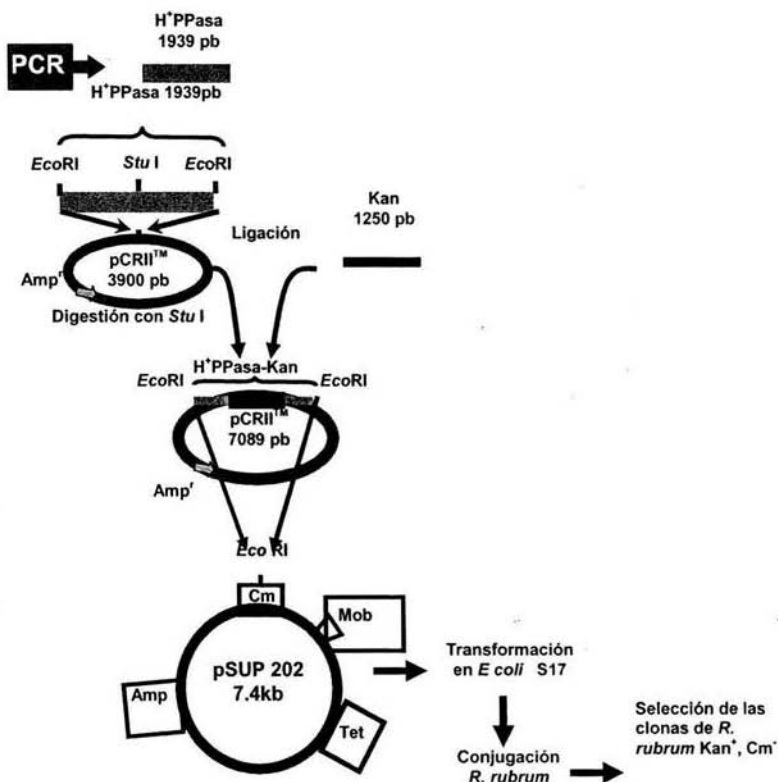 H⁺PPasa
1939 pb
PCR
H⁺PPasa 1939pb
EcoRI Stu I EcoRI
Kan
1250 pb
Ligación
pCRII™
3900 pb
Ampʳ
Digestión con Stu I
H⁺PPasa-Kan
EcoRI EcoRI
pCRII™
7089 pb
Ampʳ
Eco RI
Cm
Mob
pSUP 202
7.4kb
Amp
Tet
Transformación
en E coli S17
Conjugación
R. rubrum
Selección de las
clonas de R.
rubrum Kan⁺, Cm⁻